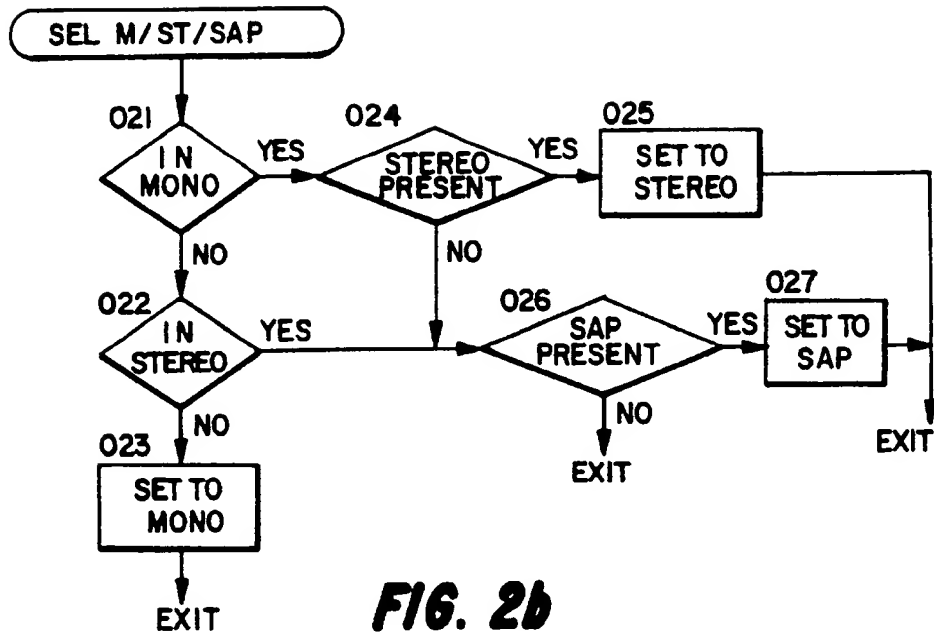 SEL M/ST/SAP
021
IN
MONO
YES
024
STEREO
PRESENT
YES
025
SET TO
STEREO
NO
NO
022
IN
STEREO
YES
026
SAP
PRESENT
YES
027
SET TO
SAP
NO
023
SET TO
MONO
NO
EXIT
EXIT
EXIT
FIG. 2b